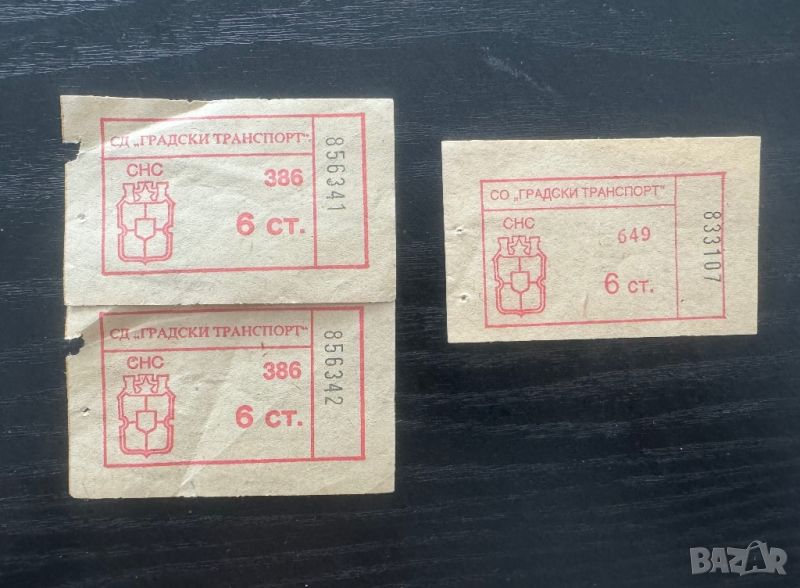 СД „ГРАДСКИ ТРАНСПОРТ“
СНС
386
6 ст.
856341
СД „ГРАДСКИ ТРАНСПОРТ“
СНС
386
6 ст.
856342
СО „ГРАДСКИ ТРАНСПОРТ“
СНС
649
6 ст.
833107
BAZAR